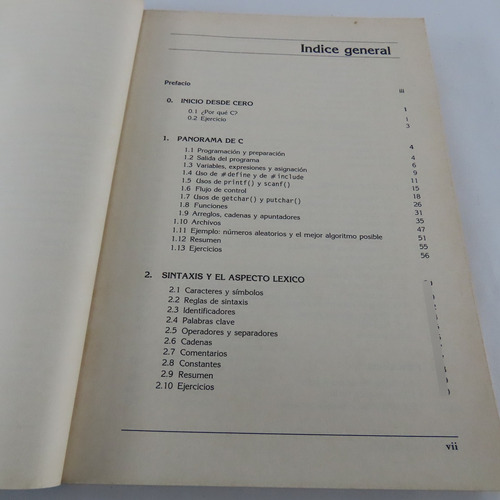 Indice general
Prefacio iii
0. INICIO DESDE CERO 1
0.1 ¿Por qué C? 1
0.2 Ejercicio 3
1. PANORAMA DE C 4
1.1 Programación y preparación 4
1.2 Salida del programa 6
1.3 Variables, expresiones y asignación 9
1.4 Uso de #define y de #include 11
1.5 Usos de printf() y scanf() 15
1.6 Flujo de control 18
1.7 Usos de getchar() y putchar() 26
1.8 Funciones 31
1.9 Arreglos, cadenas y apuntadores 35
1.10 Archivos 47
1.11 Ejemplo: números aleatorios y el mejor algoritmo posible 51
1.12 Resumen 55
1.13 Ejercicios 56
2. SINTAXIS Y EL ASPECTO LEXICO
2.1 Caracteres y símbolos
2.2 Reglas de sintaxis
2.3 Identificadores
2.4 Palabras clave
2.5 Operadores y separadores
2.6 Cadenas
2.7 Comentarios
2.8 Constantes
2.9 Resumen
2.10 Ejercicios
vii